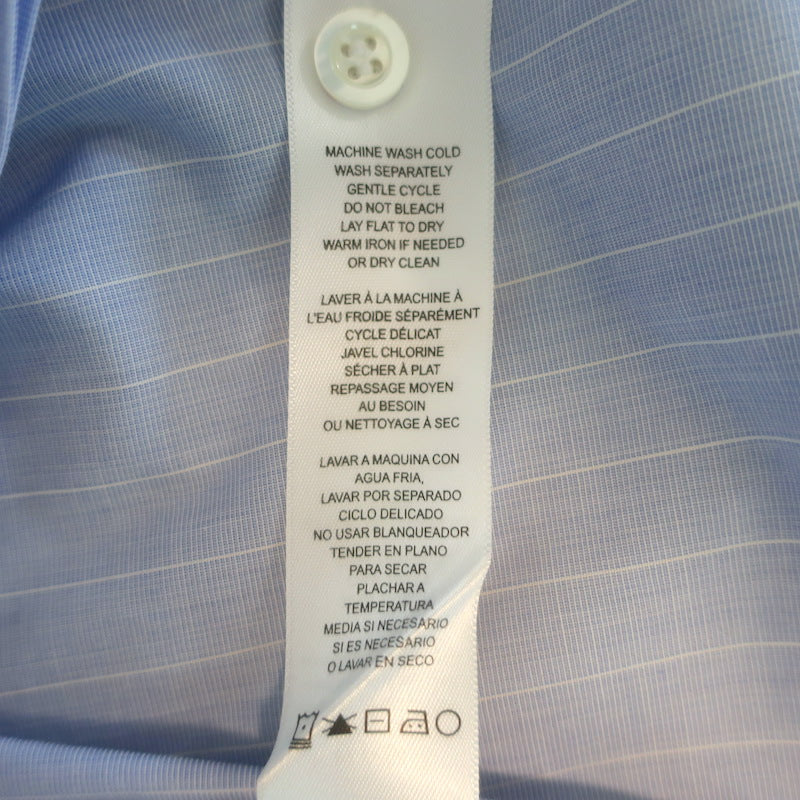 MACHINE WASH COLD
WASH SEPARATELY
GENTLE CYCLE
DO NOT BLEACH
LAY FLAT TO DRY
WARM IRON IF NEEDED
OR DRY CLEAN
LAVER À LA MACHINE À
L'EAU FROIDE SÉPARÉMENT
CYCLE DÉLICAT
JAVEL CHLORINE
SÉCHER À PLAT
REPASSAGE MOYEN
AU BESOIN
OU NETTOYAGE À SEC
LAVAR A MAQUINA CON
AGUA FRIA,
LAVAR POR SEPARADO
CICLO DELICADO
NO USAR BLANQUEADOR
TENDER EN PLANO
PARA SECAR
PLACHAR A
TEMPERATURA
MEDIA SI NECESARIO
SI ES NECESARIO
O LAVAR EN SECO